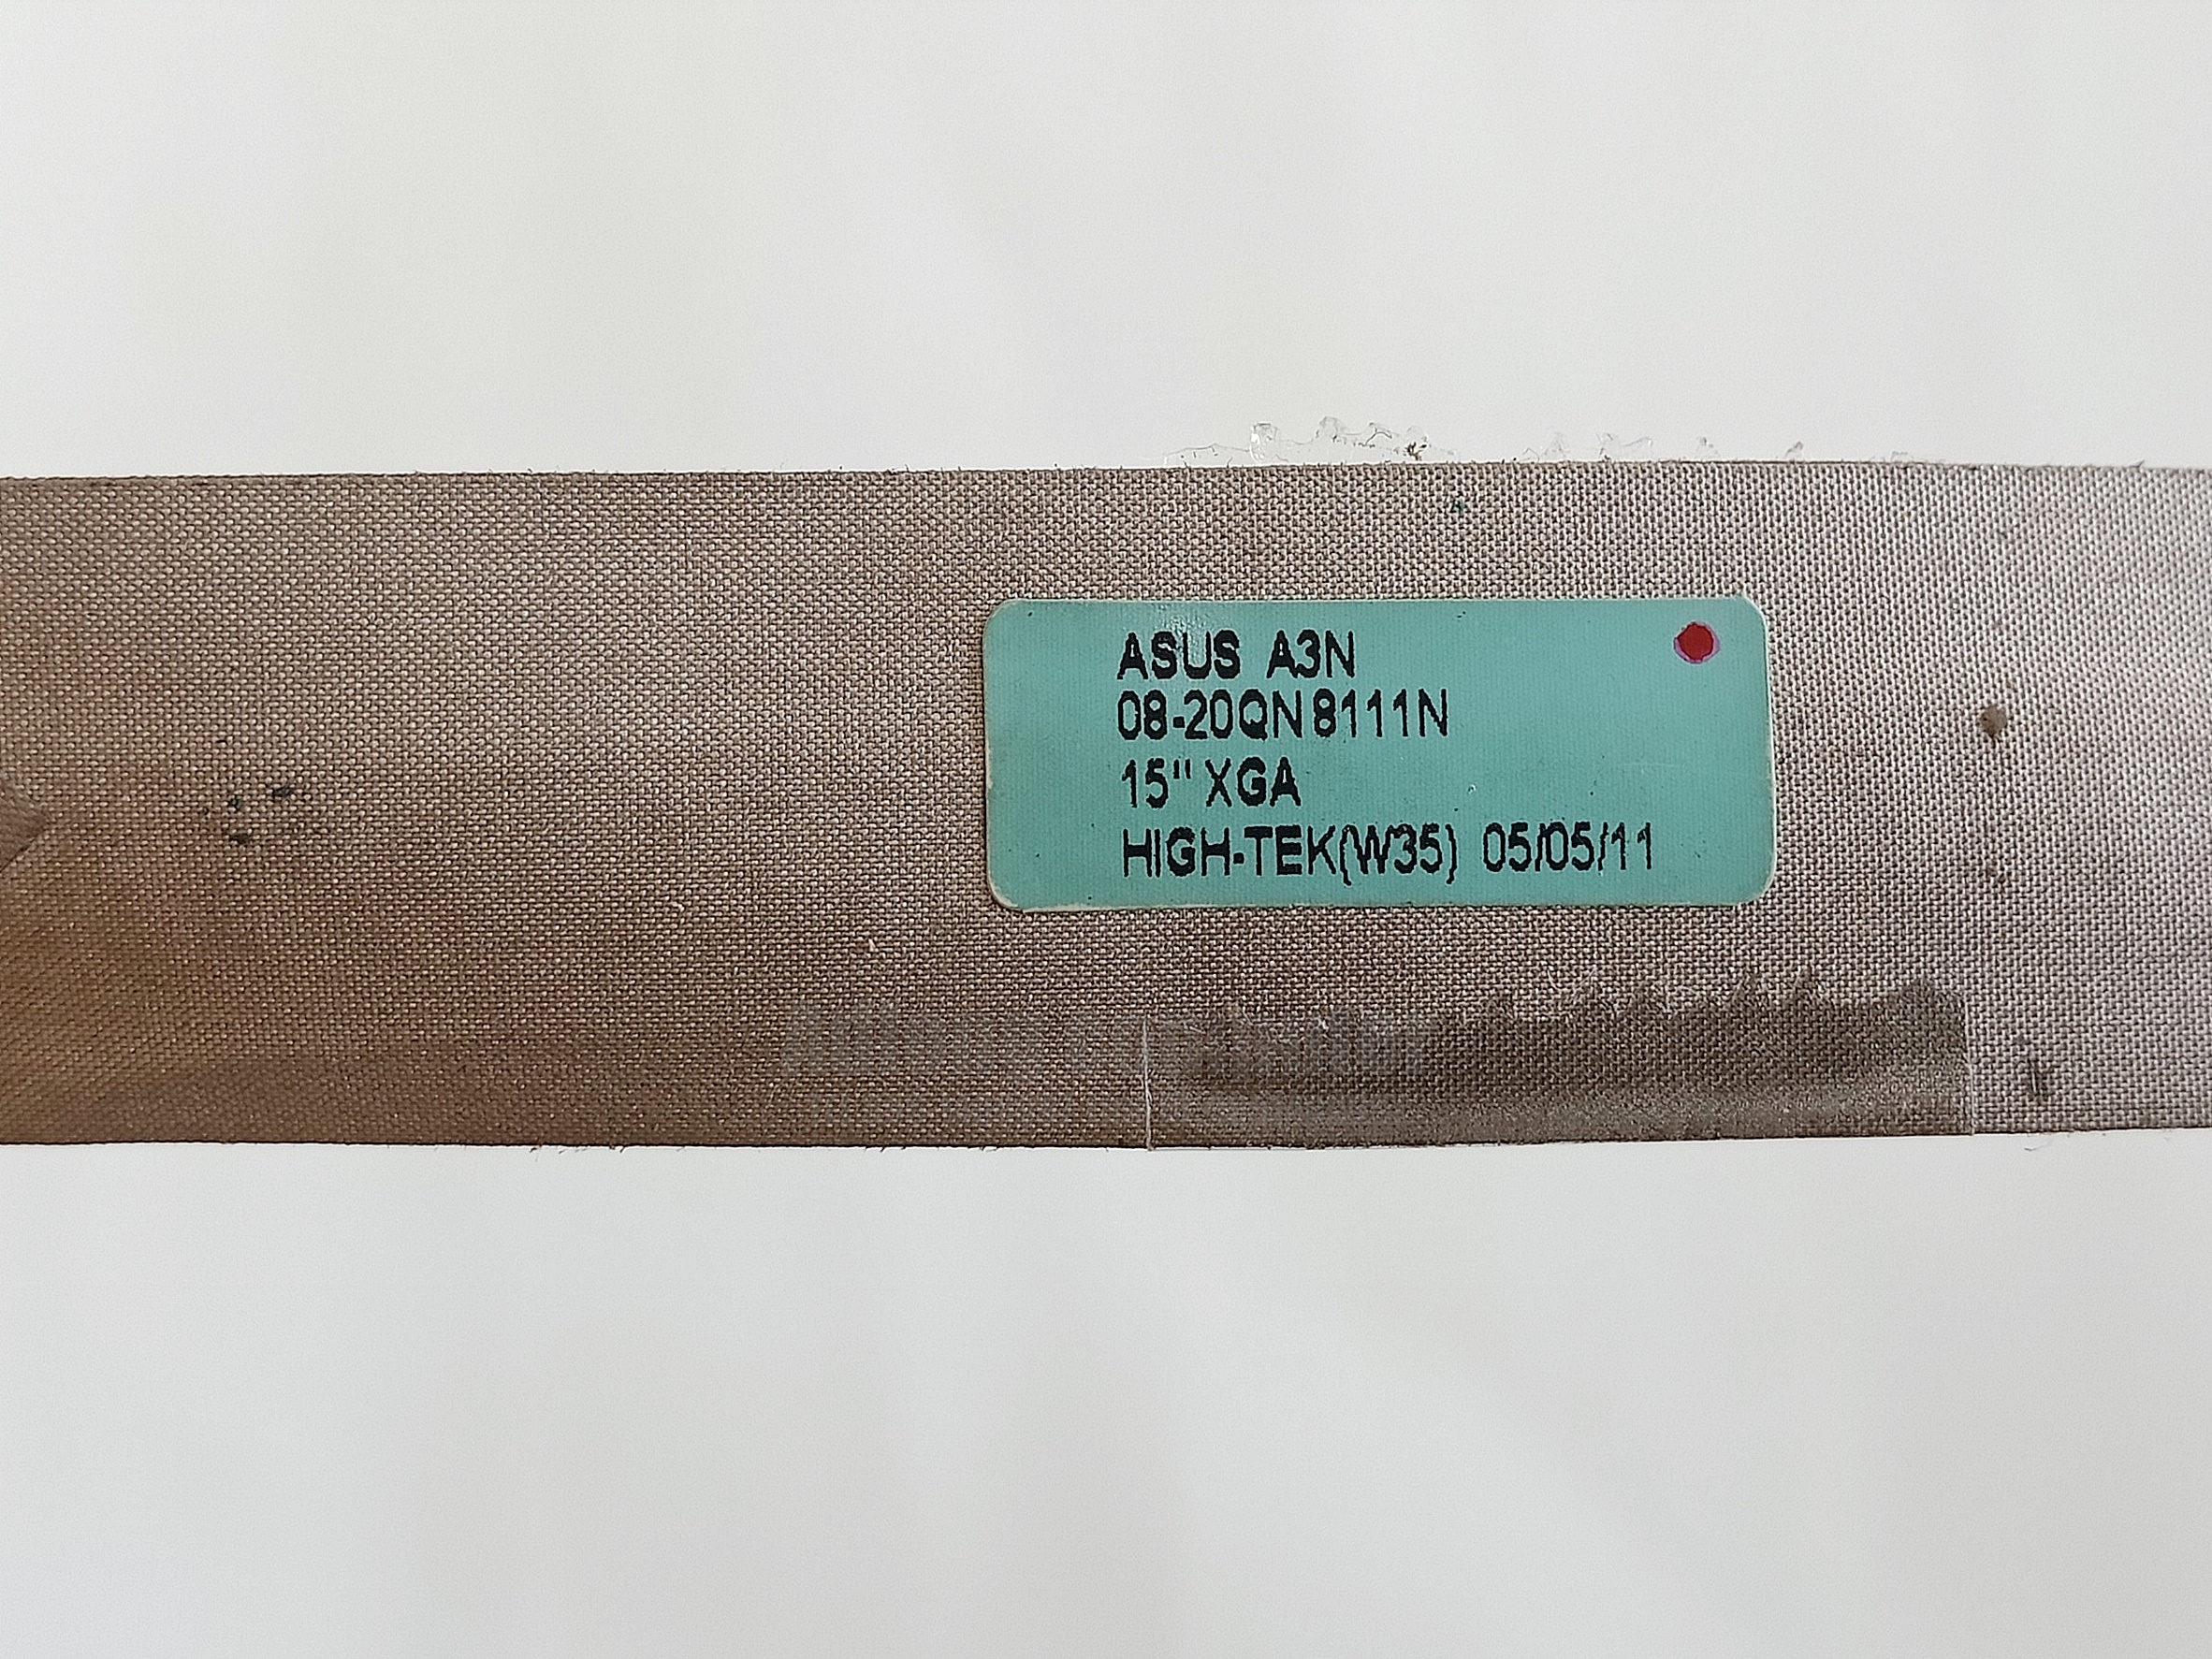 ASUS A3N
08-20QN8111N
15" XGA
HIGH-TEK(W35) 05/05/11